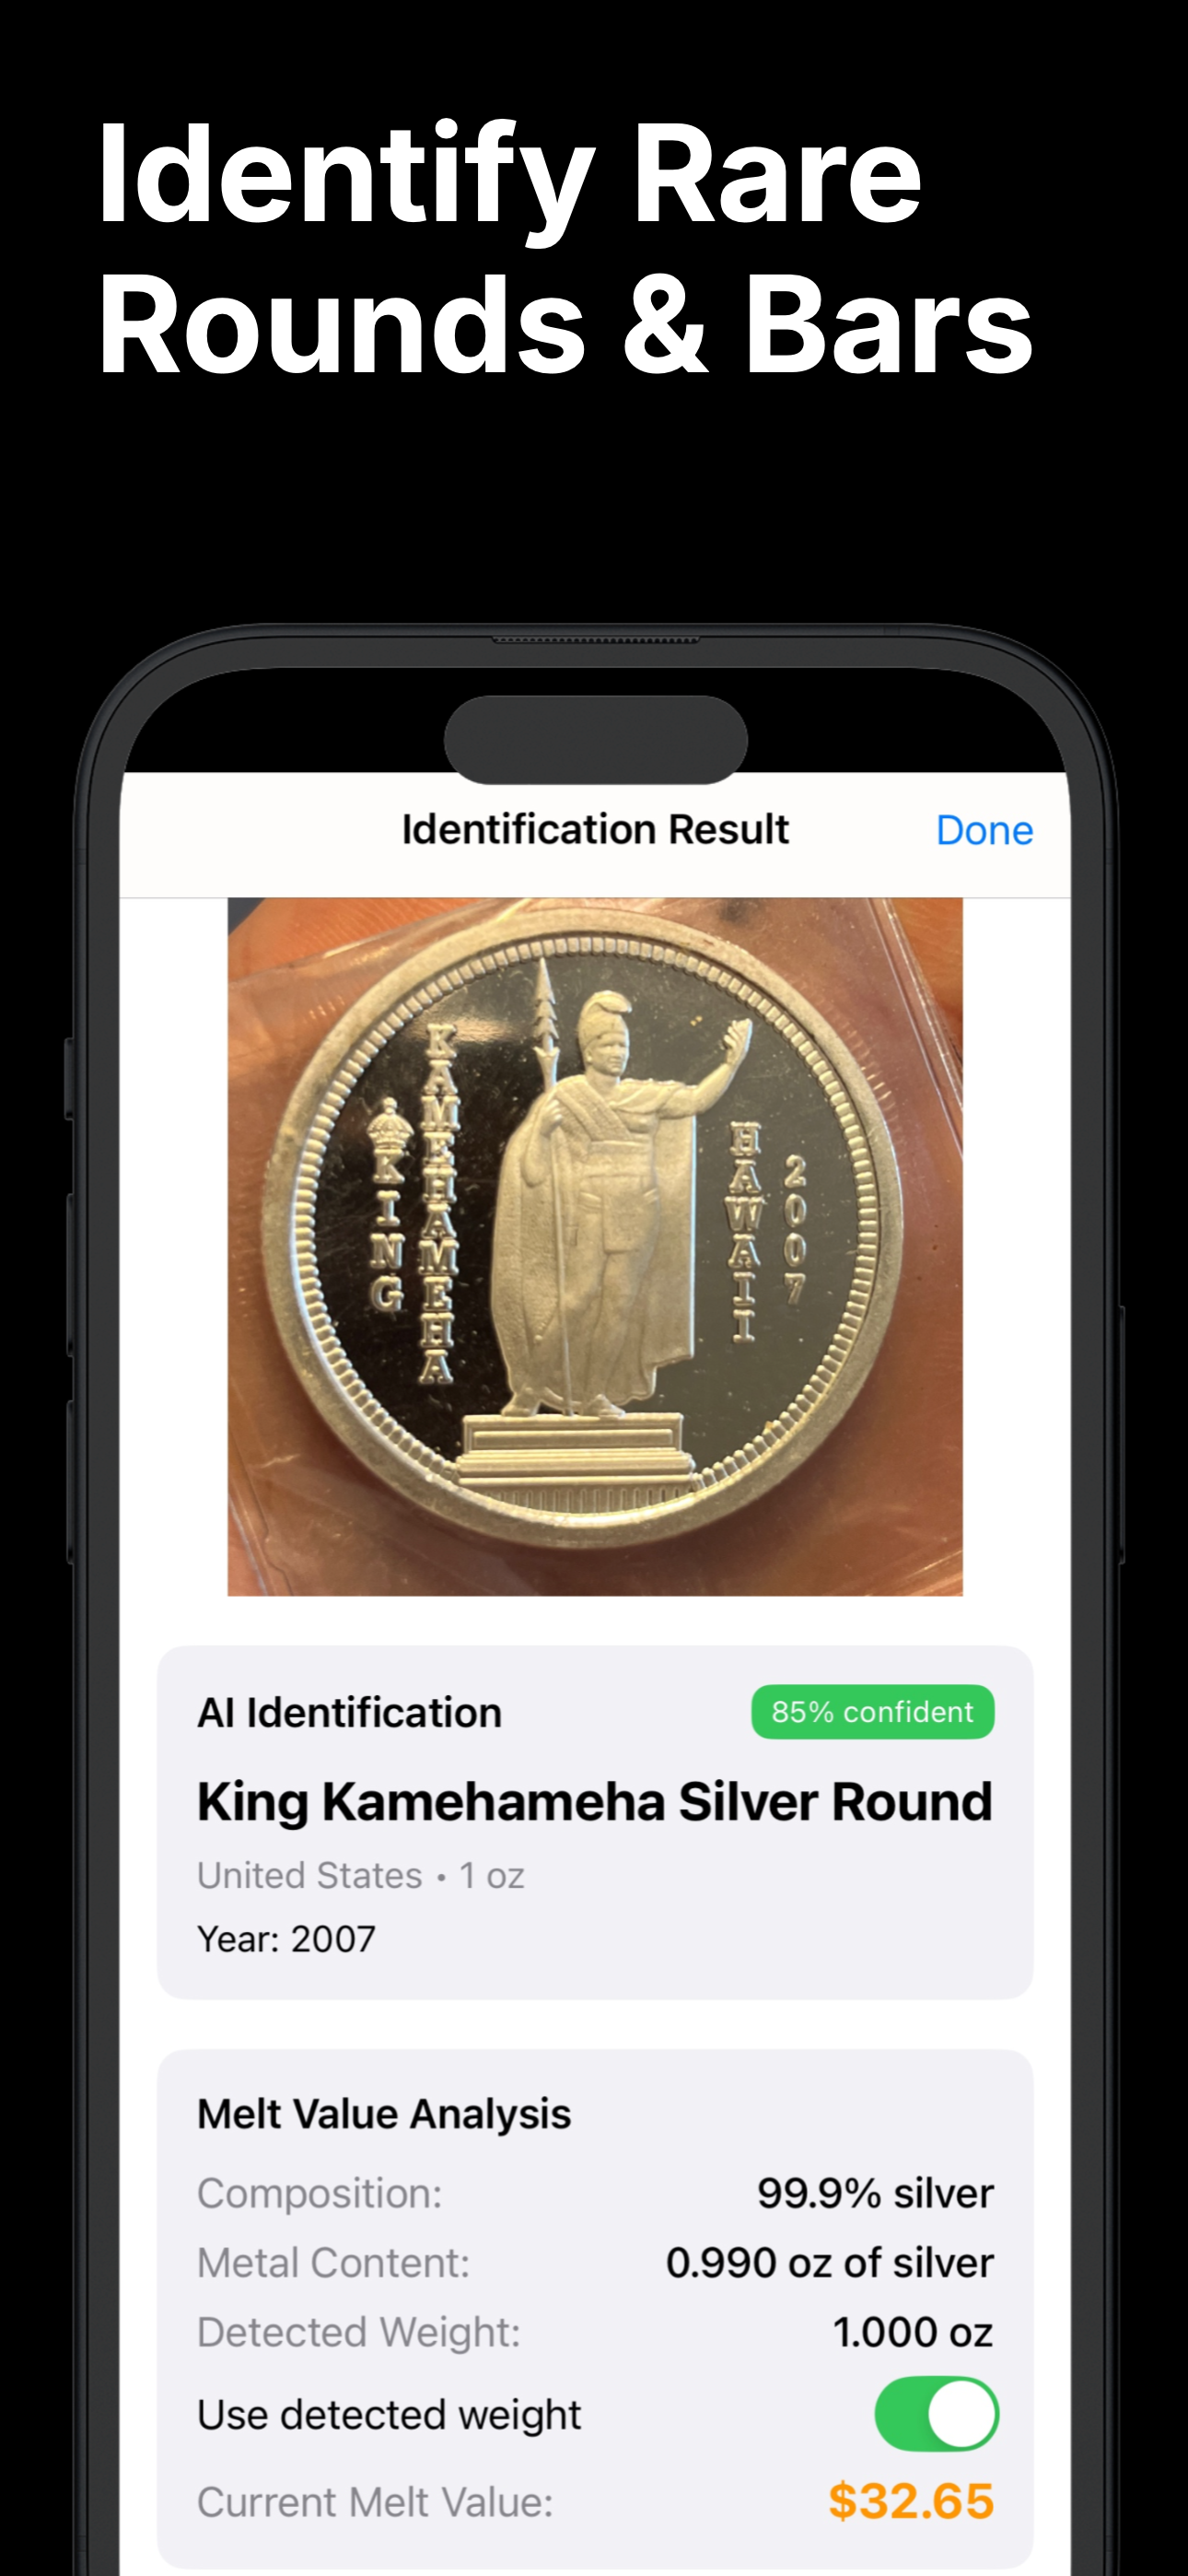 Identify Rare
Rounds & Bars
Identification Result
Done
KING
KAMEHAMEHA
HAWAII
2007
AI Identification
85% confident
King Kamehameha Silver Round
United States • 1 oz
Year: 2007
Melt Value Analysis
Composition:
99.9% silver
Metal Content:
0.990 oz of silver
Detected Weight:
1.000 oz
Use detected weight
Current Melt Value:
$32.65